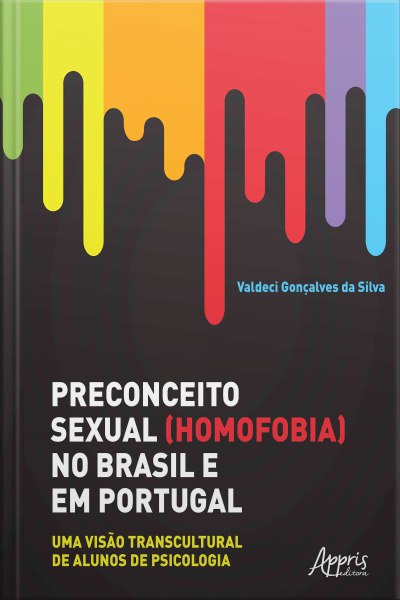 Valdeci Gonçalves da Silva
PRECONCEITO
SEXUAL (HOMOFOBIA)
NO BRASIL E
EM PORTUGAL
UMA VISÃO TRANSCULTURAL
DE ALUNOS DE PSICOLOGIA
Appris
editora